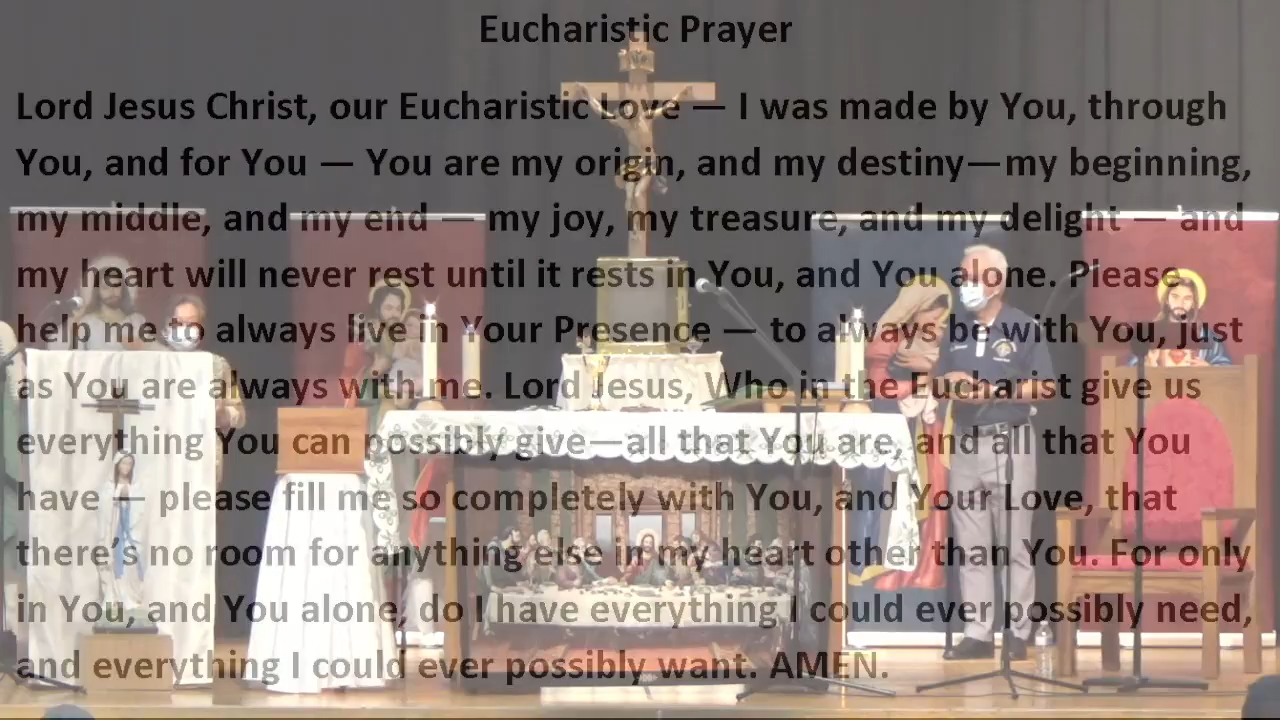 Eucharistic Prayer
Lord Jesus Christ, our Eucharistic Love — I was made by You, through
You, and for You — You are my origin, and my destiny—my beginning,
my middle, and my end — my joy, my treasure, and my delight — and
my heart will never rest until it rests in You, and You alone. Please
help me to always live in Your Presence — to always be with You, just
as You are always with me. Lord Jesus, Who in the Eucharist give us
everything You can possibly give—all that You are, and all that You
have — please fill me so completely with You, and Your Love, that
there’s no room for anything else in my heart other than You. For only
in You, and You alone, do I have everything I could ever possibly need,
and everything I could ever possibly want. AMEN.